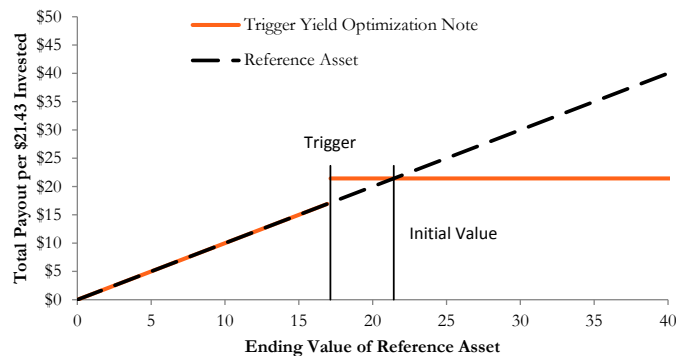 $50
$45
$40
$35
$30
$25
$20
$15
$10
$5
$0
Total Payout per $21.43 Invested
Trigger Yield Optimization Note
Reference Asset
Trigger
Initial Value
0 5 10 15 20 25 30 35 40
Ending Value of Reference Asset